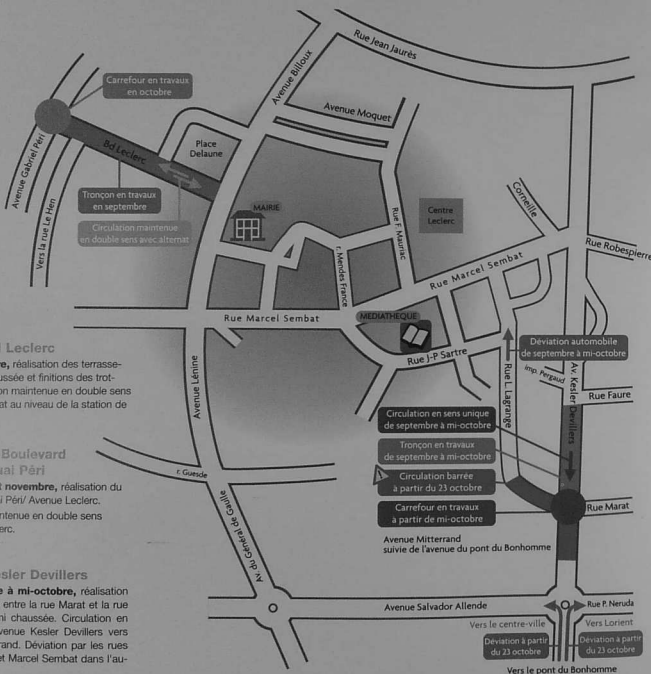 Rue Jean Jaurès
Avenue Billoux
Carrefour en travaux
en octobre
Avenue Moquet
Avenue Gabriel Péri
Bd Leclerc
Place
Delaune
Tronçon en travaux
en septembre
Vers la rue Le Hen
Circulation maintenue
en double sens avec alternat
MAIRIE
Rue F. Mauriac
Centre
Leclerc
Corneille
Rue Robespierre
r. Mendes France
Rue Marcel Sembat
Rue Marcel Sembat
MEDIATHEQUE
Rue J-P Sartre
Avenue Lénine
Rue L. Lagrange
Déviation automobile
de septembre à mi-octobre
imp. Pergaud
Av. Kesler Devillers
Rue Faure
Circulation en sens unique
de septembre à mi-octobre
Tronçon en travaux
de septembre à mi-octobre
Circulation barrée
à partir du 23 octobre
Carrefour en travaux
à partir de mi-octobre
Rue Marat
r. Guesde
Av. du Général de Gaulle
Avenue Mitterrand
suivie de l'avenue du pont du Bonhomme
Avenue Salvador Allende
Rue P. Neruda
Vers le centre-ville
Vers Lorient
Déviation à partir
du 23 octobre
Déviation à partir
du 23 octobre
Vers le pont du Bonhomme
Leclerc
réalisation des terrasse-
ussée et finitions des trot-
on maintenue en double sens
at au niveau de la station de
Boulevard
Péri
novembre, réalisation du
i Péri/ Avenue Leclerc.
ntenue en double sens
erc.
sler Devillers
e à mi-octobre, réalisation
entre la rue Marat et la rue
ni chaussée. Circulation en
venue Kesler Devillers vers
rand. Déviation par les rues
et Marcel Sembat dans l'au-